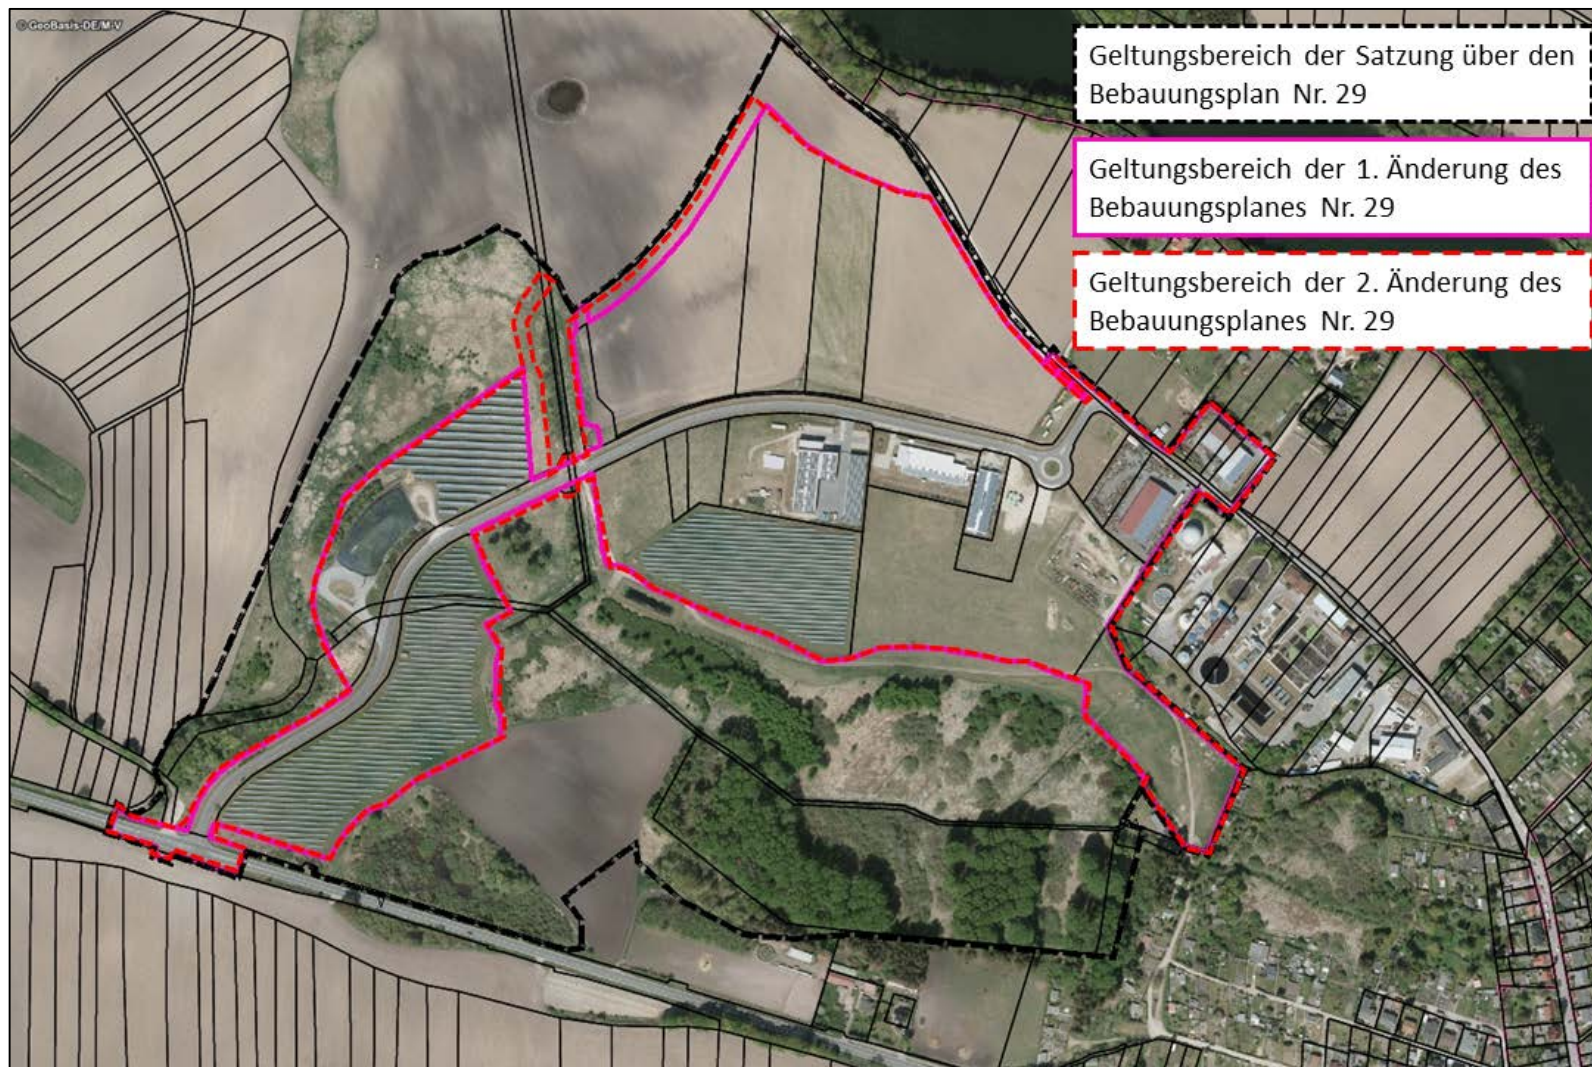 © GeoBasis-DE/M-V
Geltungsbereich der Satzung über den
Bebauungsplan Nr. 29
Geltungsbereich der 1. Änderung des
Bebauungsplanes Nr. 29
Geltungsbereich der 2. Änderung des
Bebauungsplanes Nr. 29